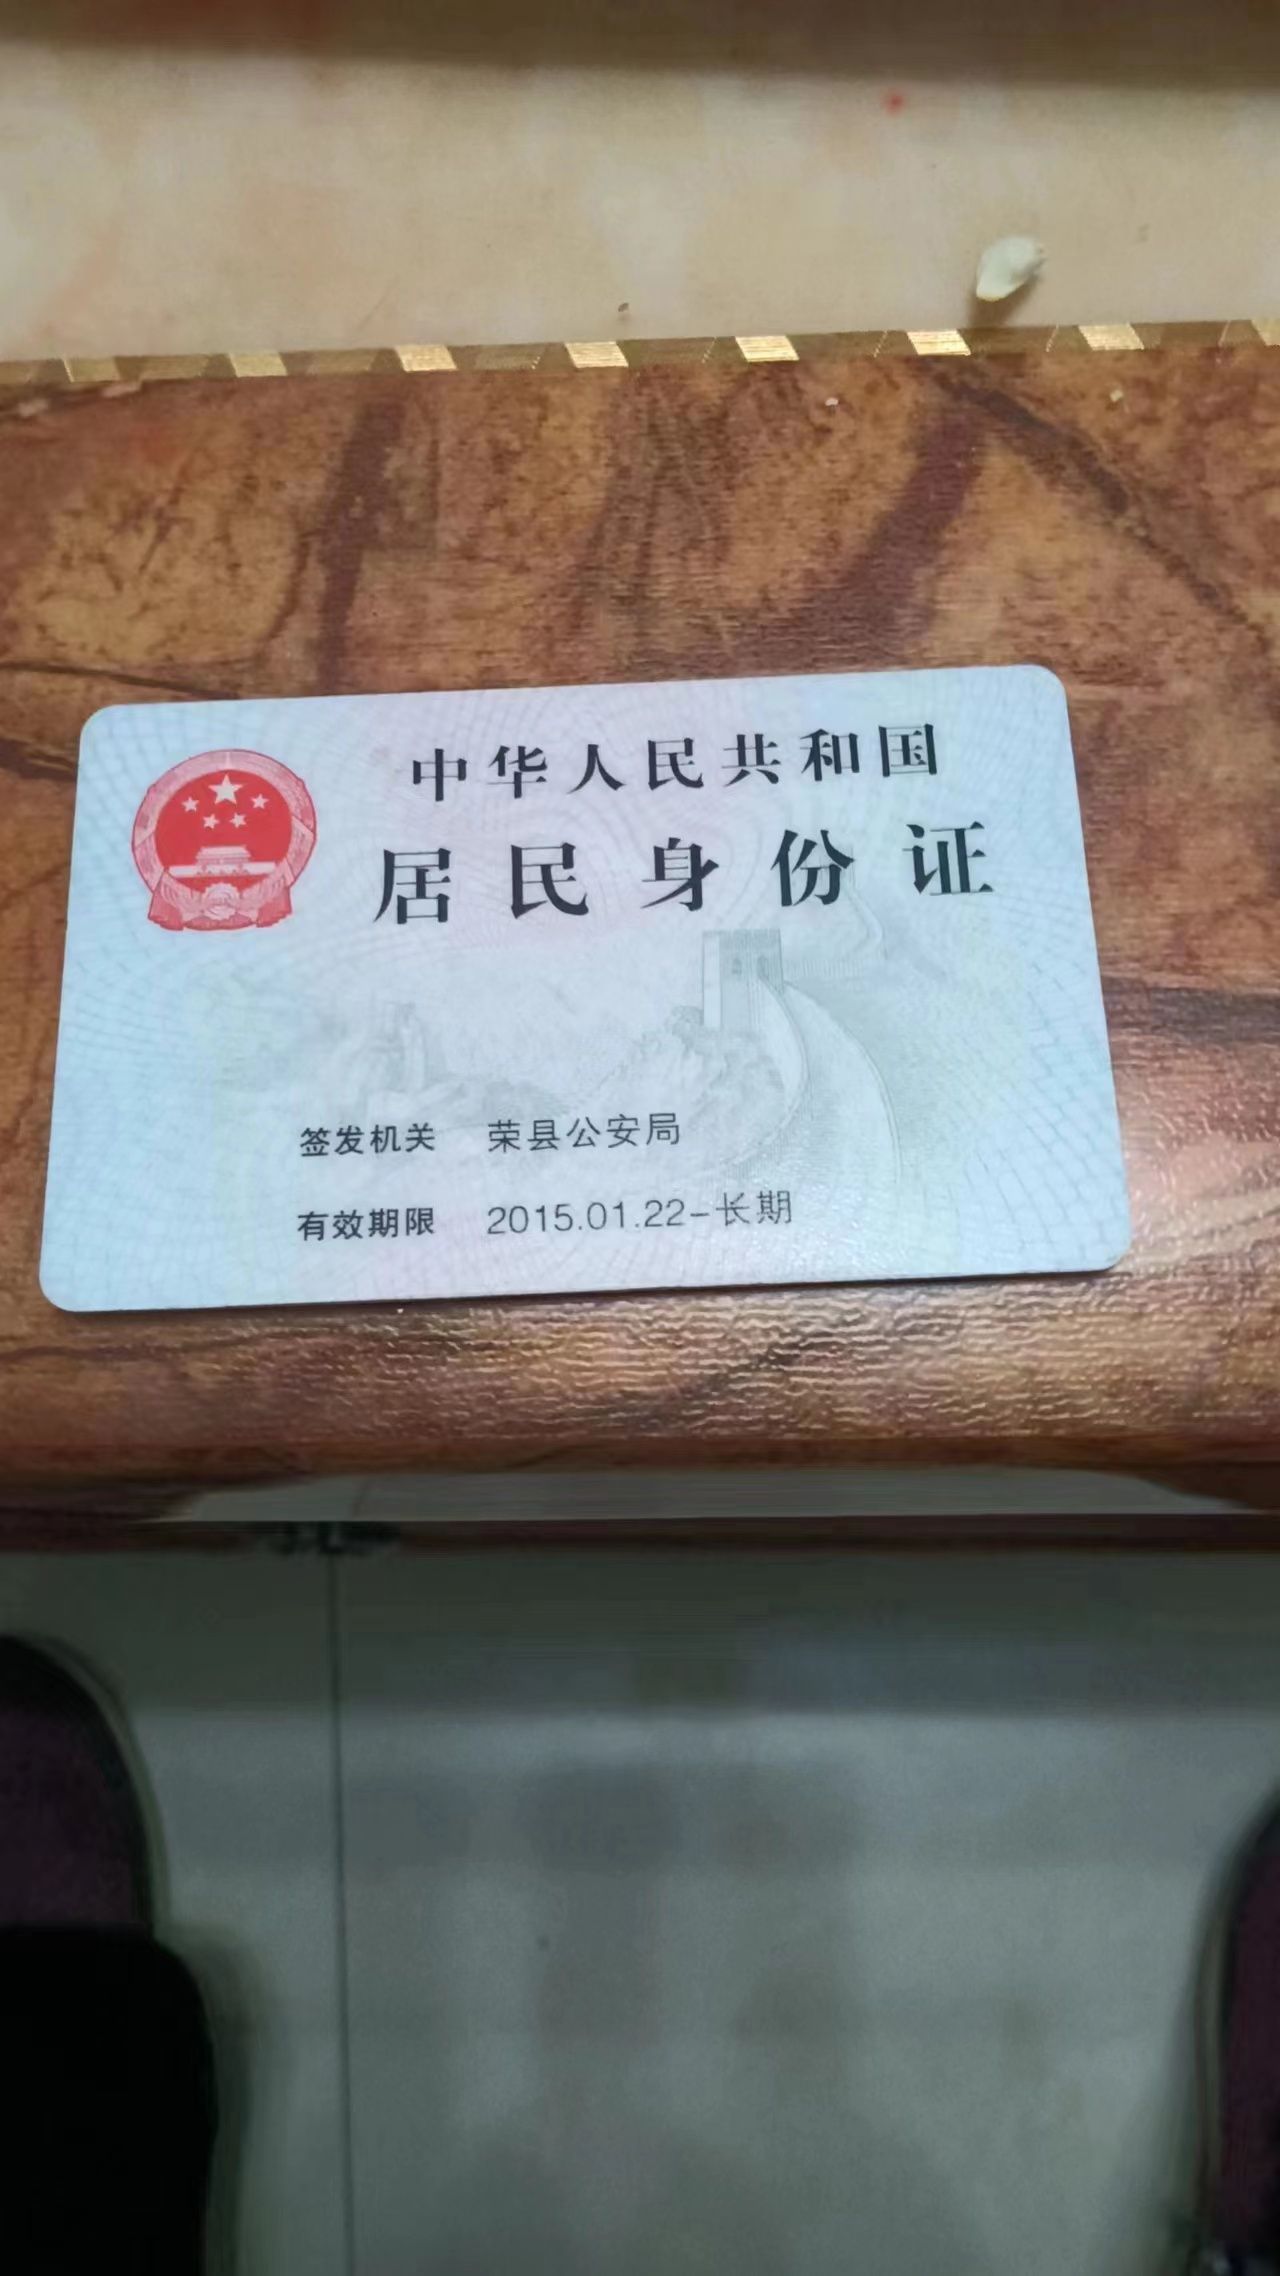 中华人民共和国
居民身份证
签发机关 荣县公安局
有效期限 2015.01.22-长期